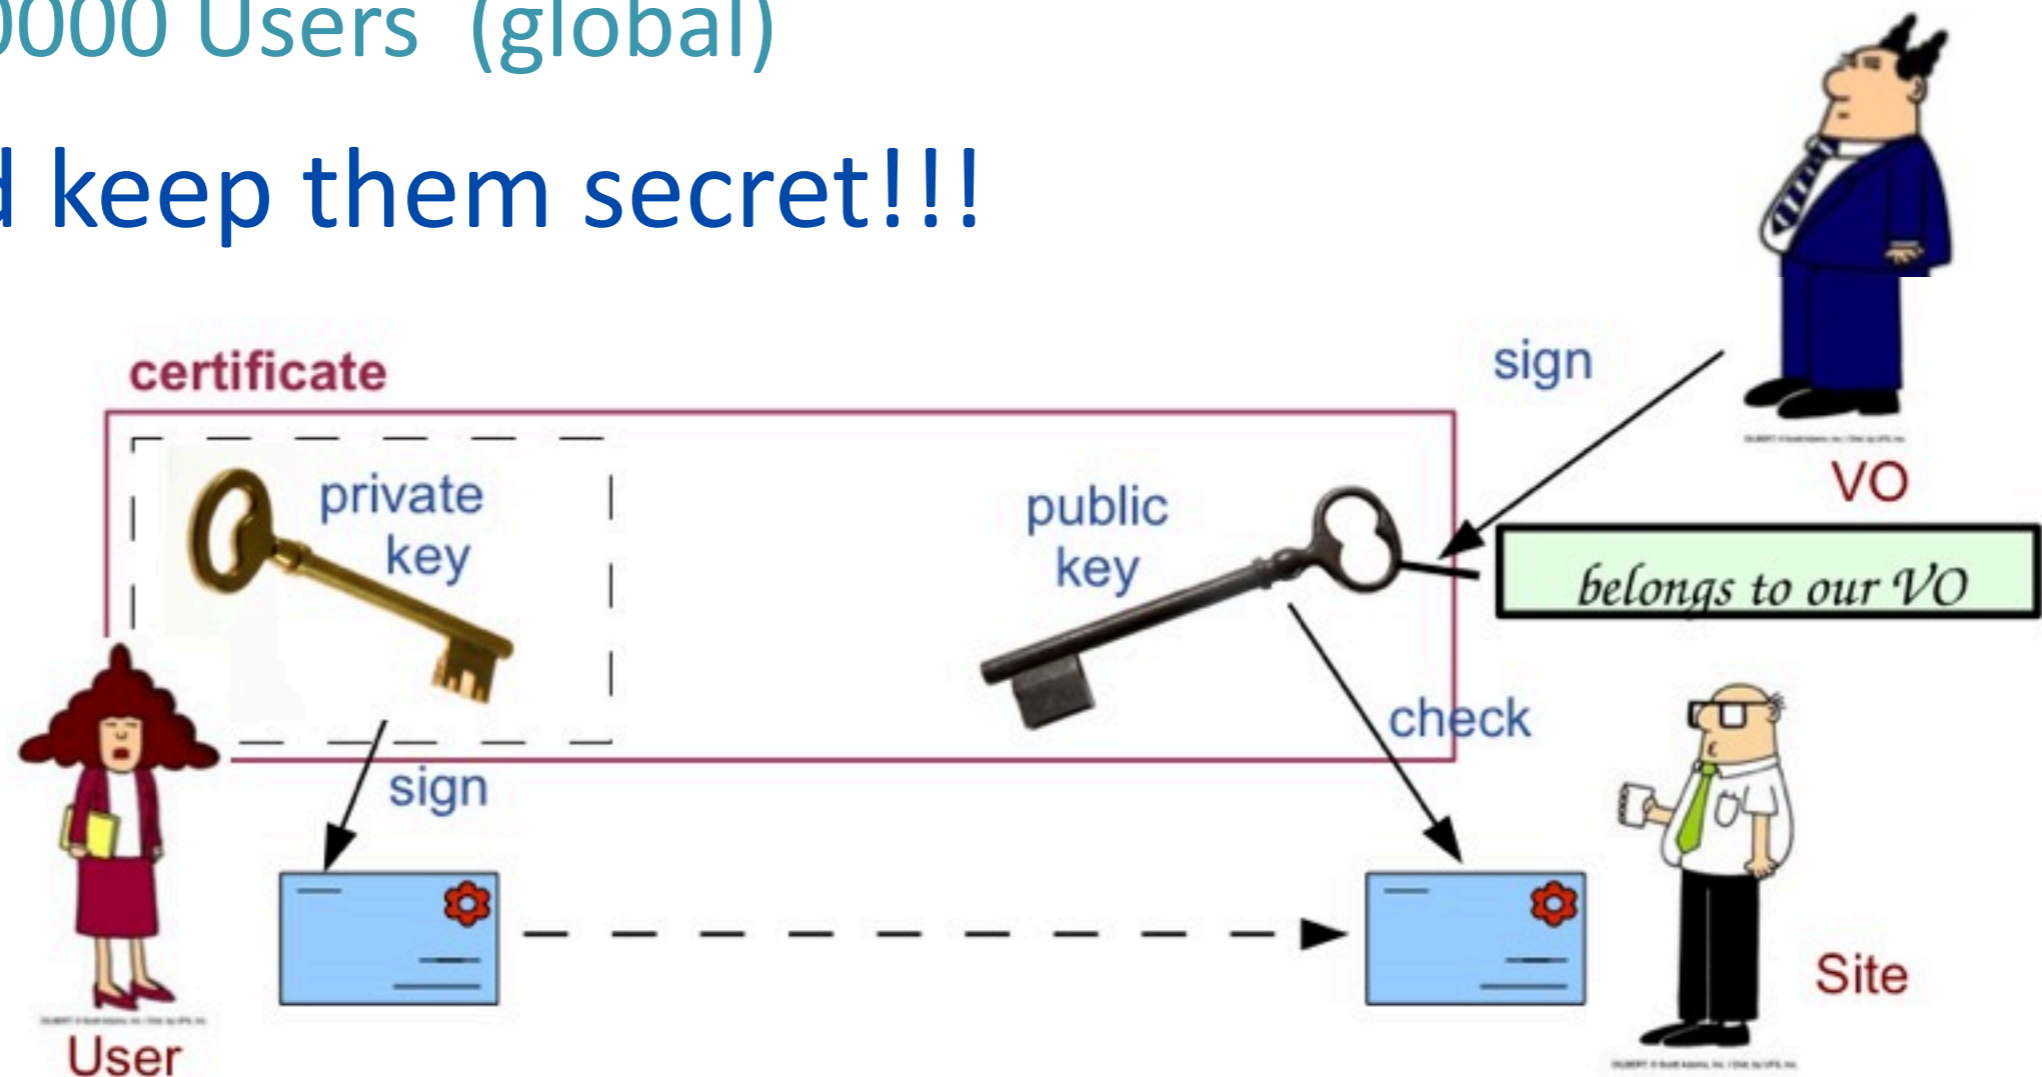 0000 Users (global)
d keep them secret!!!
certificate
sign
private
key
public
key
VO
belongs to our VO
check
sign
Site
User